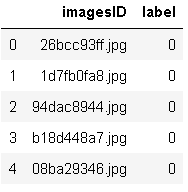 imagesID label
0 26bcc93ff.jpg 0
1 1d7fb0fa8.jpg 0
2 94dac8944.jpg 0
3 b18d448a7.jpg 0
4 08ba29346.jpg 0